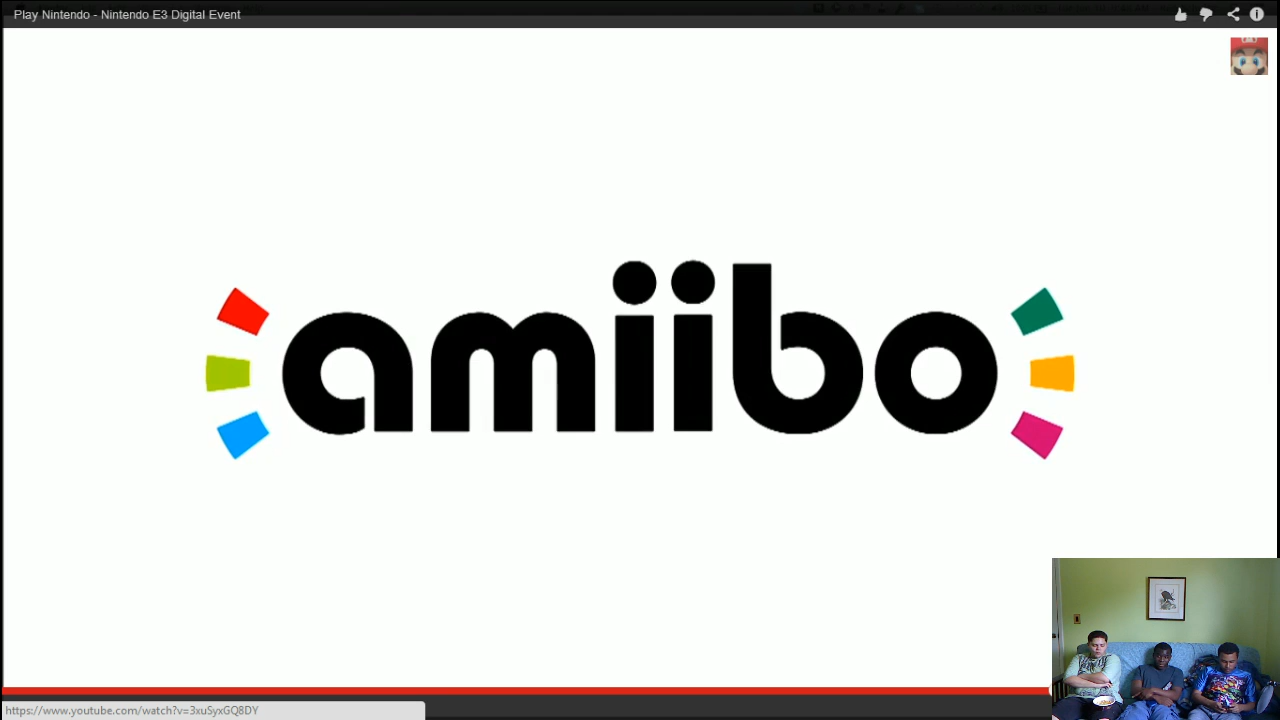 Play Nintendo - Nintendo E3 Digital Event
amiibo
https://www.youtube.com/watch?v=3xuSyxGQ8DY